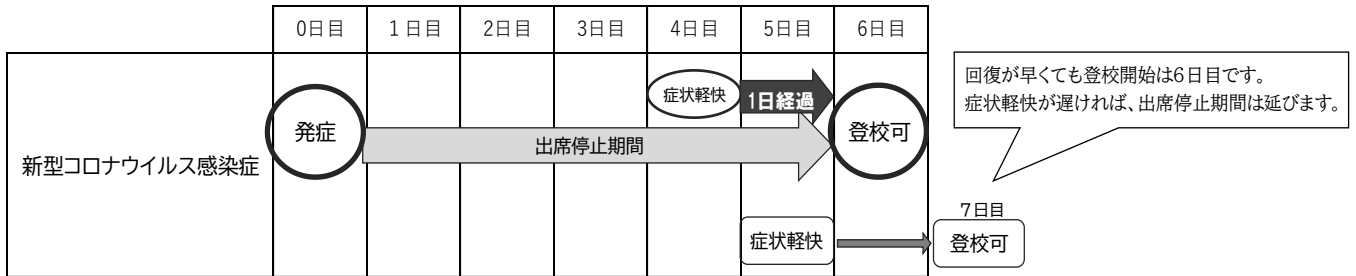 0日目 1日目 2日目 3日目 4日目 5日目 6日目
回復が早くても登校開始は6日目です。
症状軽快が遅ければ、出席停止期間は延びます。
症状軽快 1日経過
発症 登校可
出席停止期間
新型コロナウイルス感染症
7日目
症状軽快 登校可